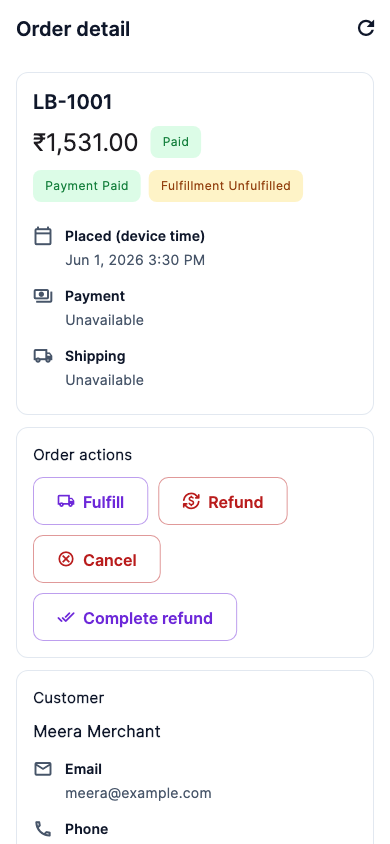 Order detail
LB-1001
₹1,531.00 Paid
Payment Paid Fulfillment Unfulfilled
Placed (device time)
Jun 1, 2026 3:30 PM
Payment
Unavailable
Shipping
Unavailable
Order actions
Fulfill Refund
Cancel
Complete refund
Customer
Meera Merchant
Email
meera@example.com
Phone